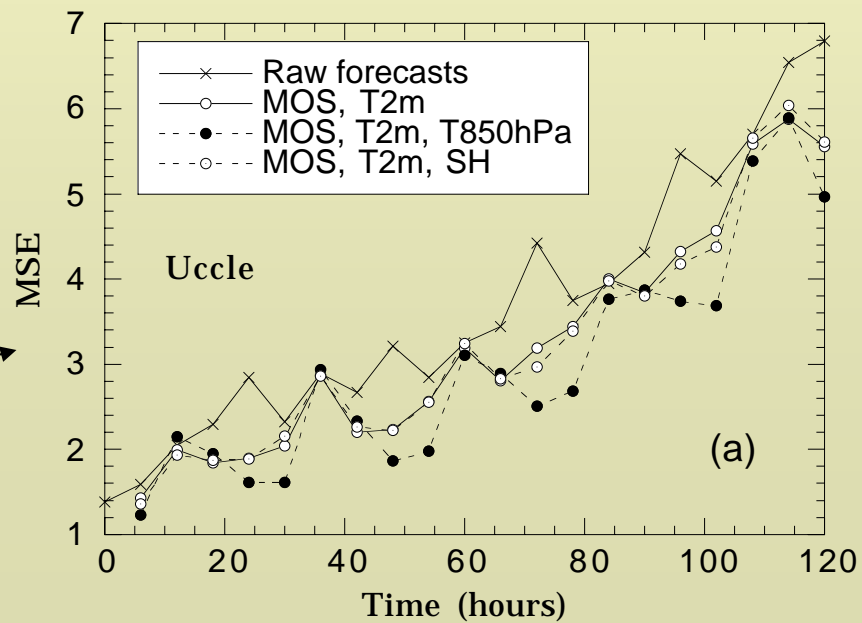 7
6
5
4
3
2
1
MSE
Raw forecasts
MOS, T2m
MOS, T2m, T850hPa
MOS, T2m, SH
Uccle
(a)
0 20 40 60 80 100 120
Time (hours)